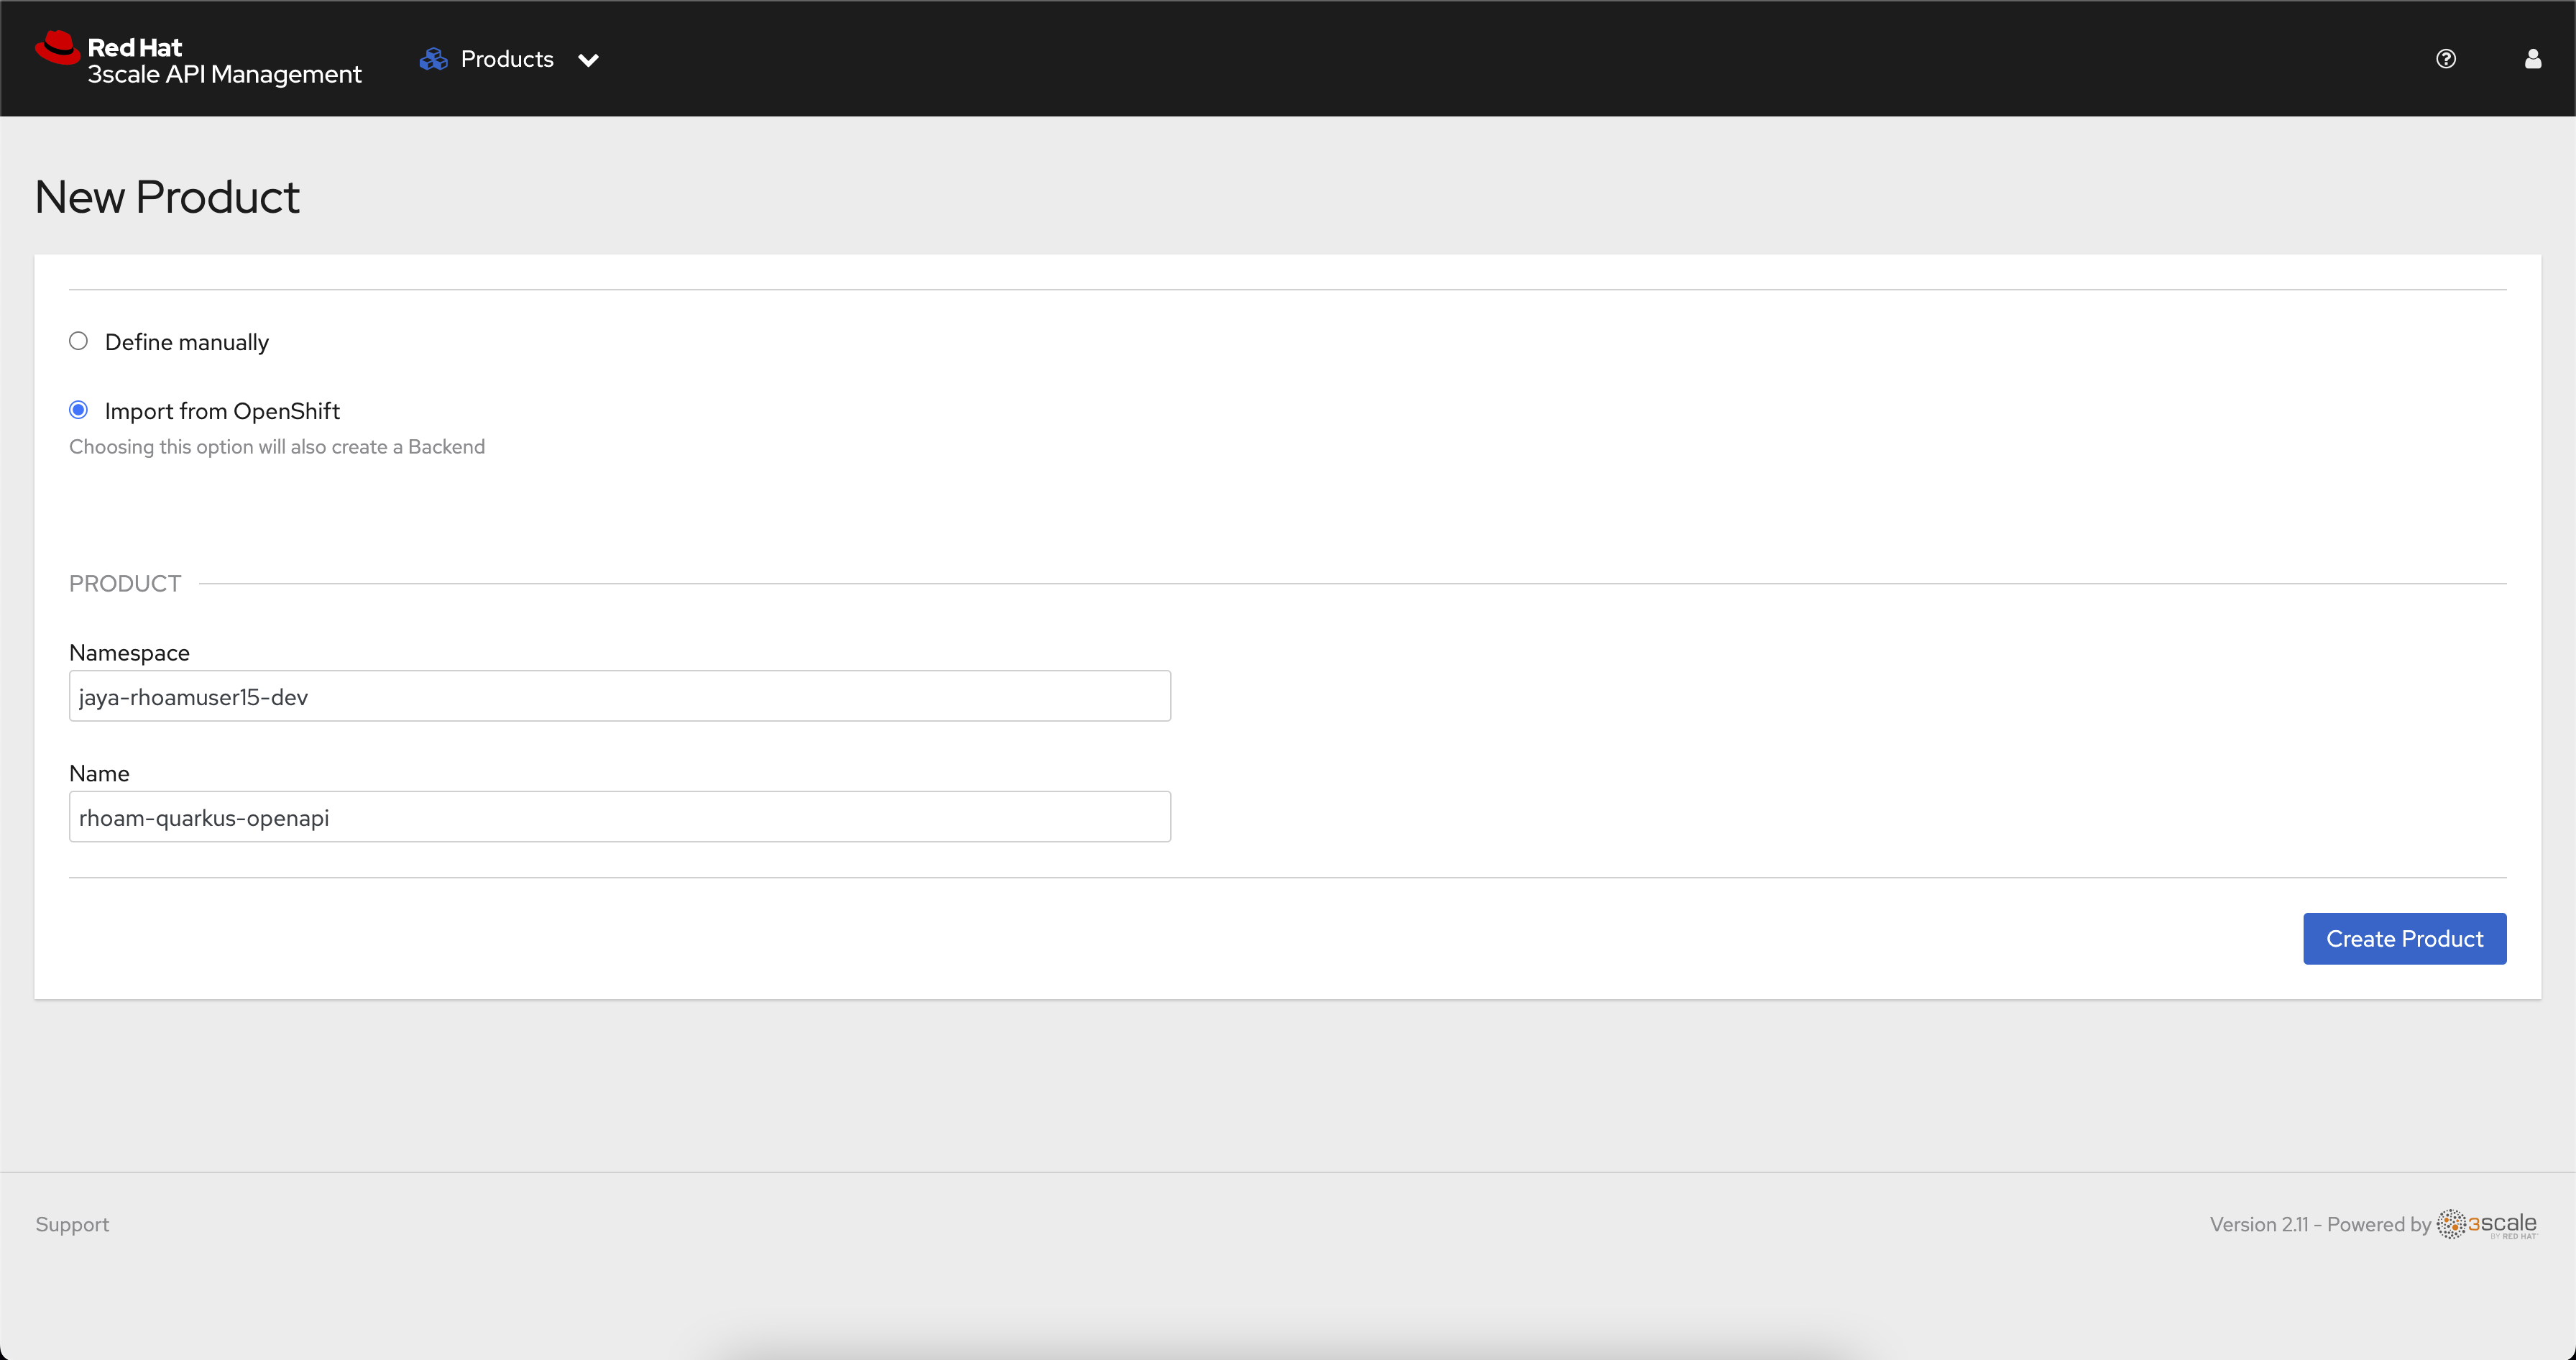 Red Hat
3scale API Management
Products
New Product
Define manually
Import from OpenShift
Choosing this option will also create a Backend
PRODUCT
Namespace
jaya-rhoamuser15-dev
Name
rhoam-quarkus-openapi
Create Product
Support
Version 2.11 - Powered by 3scale
BY RED HAT